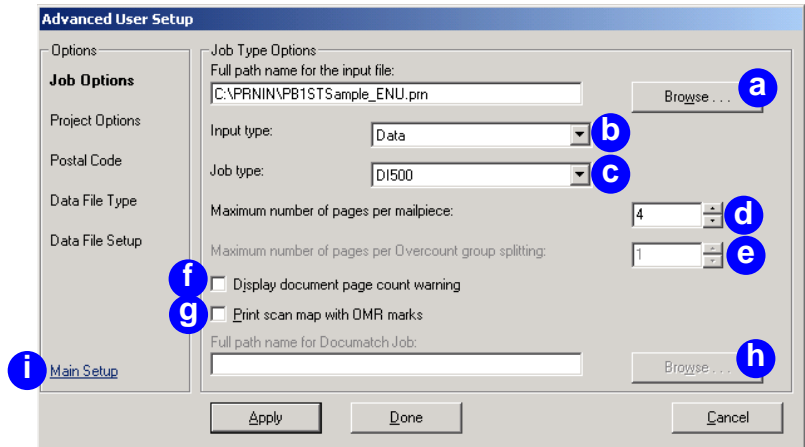 Advanced User Setup
Options
Job Options
Project Options
Postal Code
Data File Type
Data File Setup
i Main Setup
Job Type Options
Full path name for the input file:
C:\PRNIN\PB1STSample_ENU.prn Browse . . . a
Input type: Data b
Job type: DI500 c
Maximum number of pages per mailpiece: 4 d
Maximum number of pages per Overcount group splitting: 1 e
f Display document page count warning
g Print scan map with OMR marks
Full path name for Documatch Job:
Browse . . . h
Apply Done Cancel